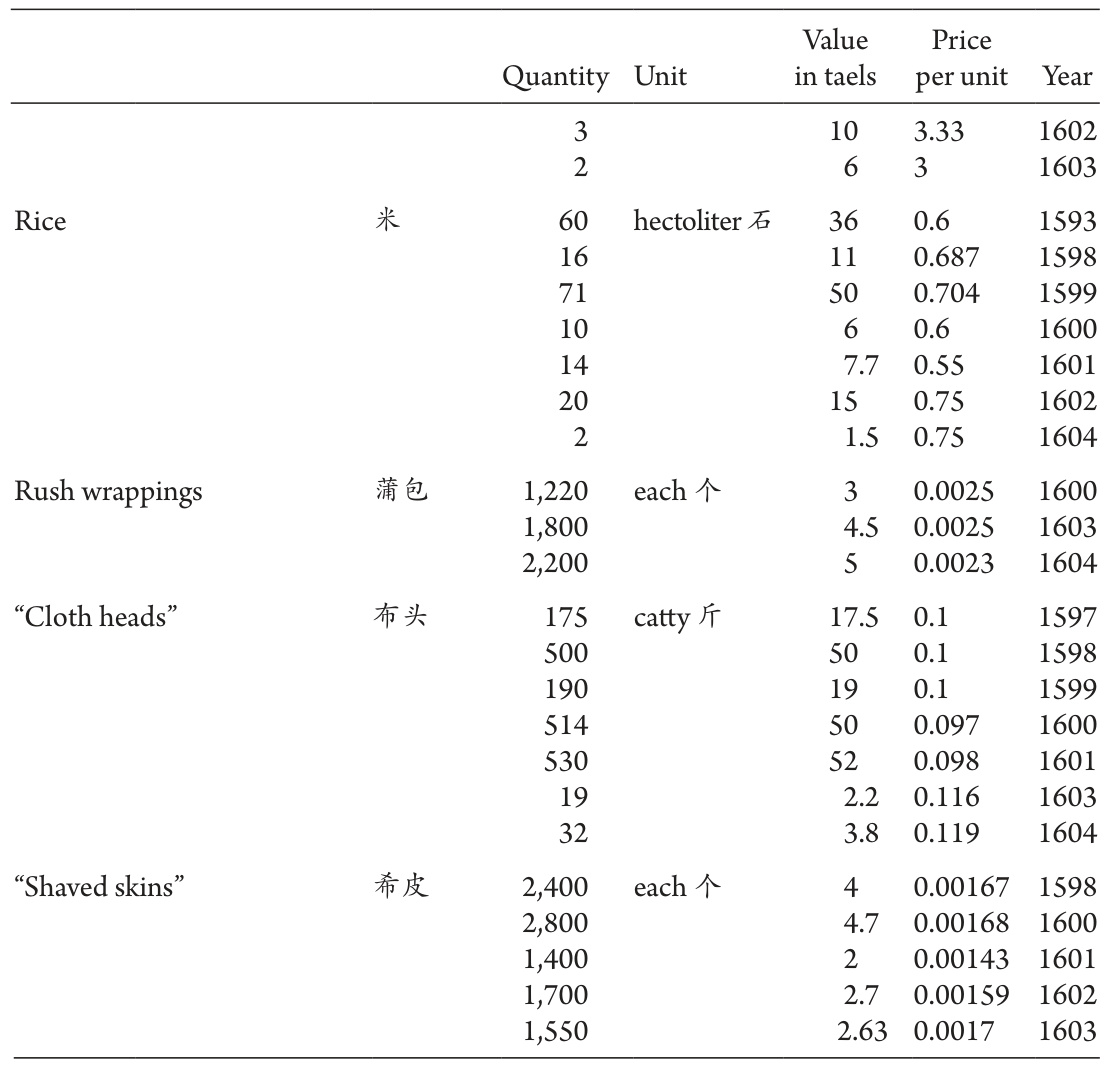 Value Price
Quantity Unit in taels per unit Year
3 10 3.33 1602
2 6 3 1603
Rice 米 60 hectoliter 石 36 0.6 1593
16 11 0.687 1598
71 50 0.704 1599
10 6 0.6 1600
14 7.7 0.55 1601
20 15 0.75 1602
2 1.5 0.75 1604
Rush wrappings 蒲包 1,220 each 个 3 0.0025 1600
1,800 4.5 0.0025 1603
2,200 5 0.0023 1604
“Cloth heads” 布头 175 catty 斤 17.5 0.1 1597
500 50 0.1 1598
190 19 0.1 1599
514 50 0.097 1600
530 52 0.098 1601
19 2.2 0.116 1603
32 3.8 0.119 1604
“Shaved skins” 希皮 2,400 each 个 4 0.00167 1598
2,800 4.7 0.00168 1600
1,400 2 0.00143 1601
1,700 2.7 0.00159 1602
1,550 2.63 0.0017 1603